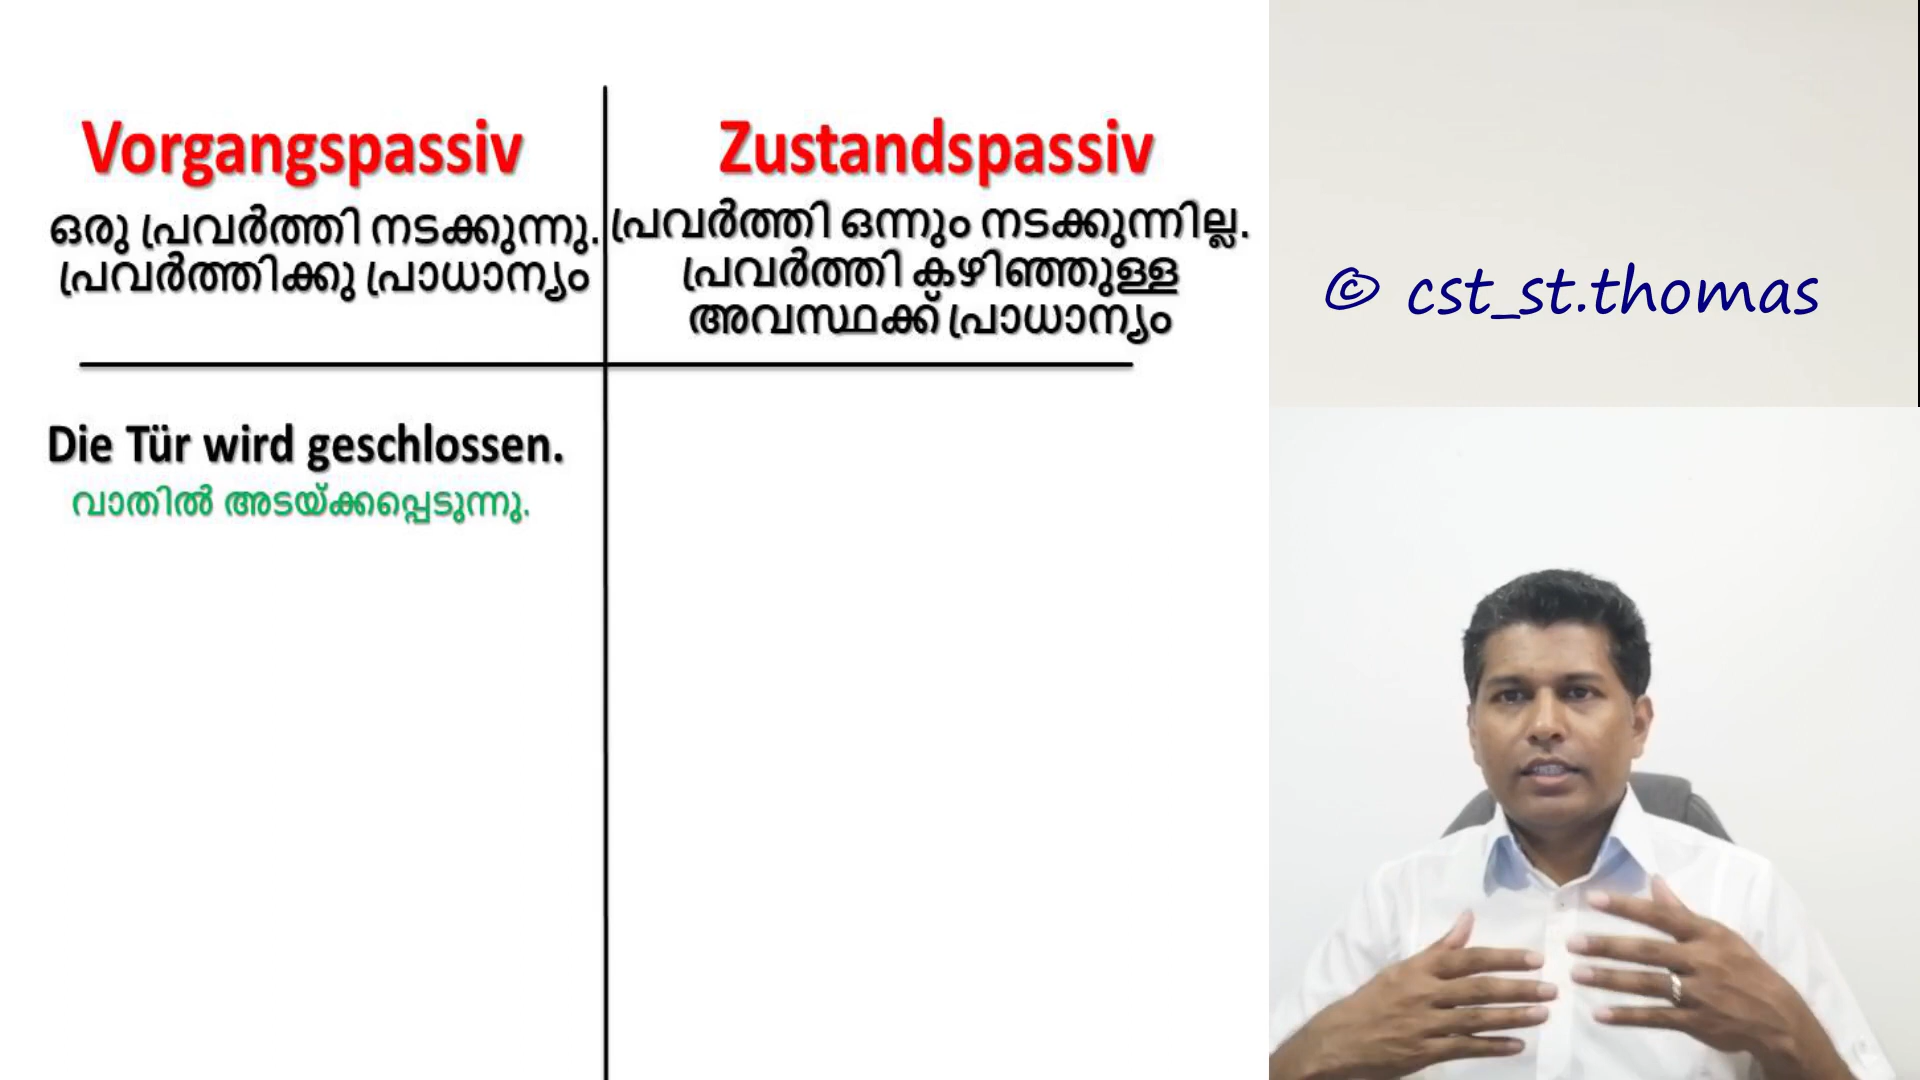 Vorgangspassiv
ഒരു പ്രവർത്തി നടക്കുന്നു.
പ്രവർത്തിക്കു പ്രാധാന്യം
Zustandspassiv
പ്രവർത്തി ഒന്നും നടക്കുന്നില്ല.
പ്രവർത്തി കഴിഞ്ഞുള്ള
അവസ്ഥക്ക് പ്രാധാന്യം
Die Tür wird geschlossen.
വാതിൽ അടയ്ക്കപ്പെടുന്നു.
© cst_st.thomas